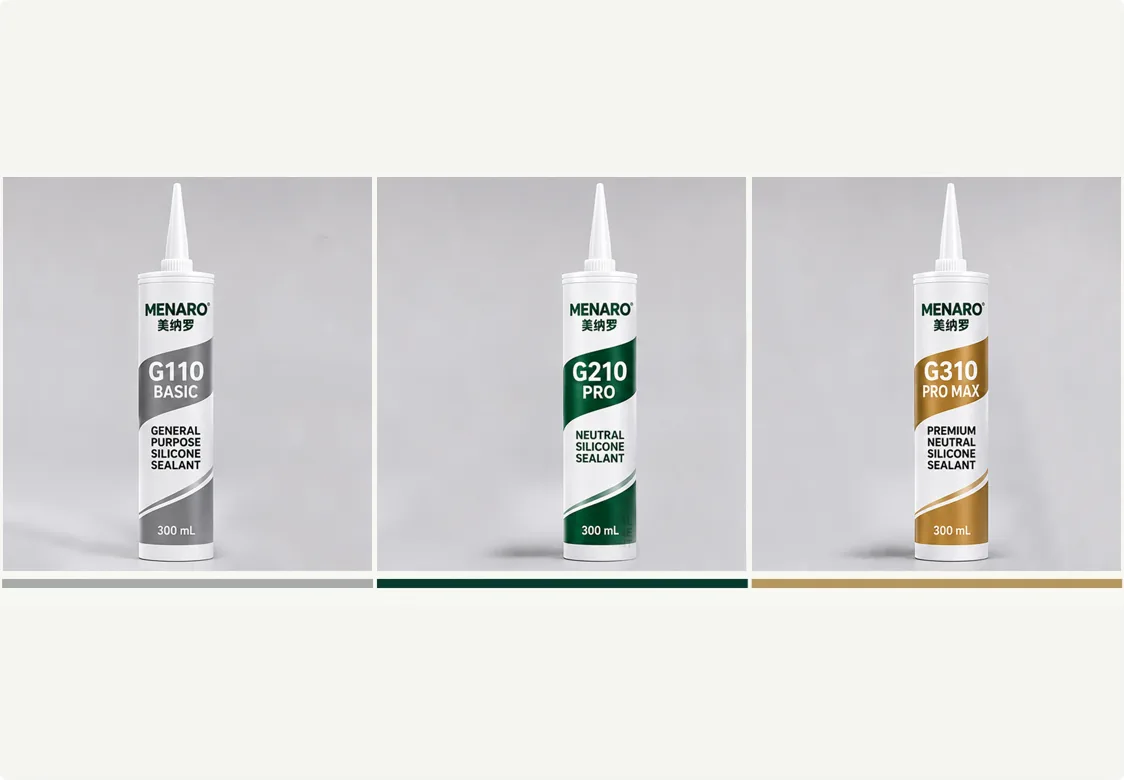 MENARO®
美纳罗
G110
BASIC
GENERAL
PURPOSE
SILICONE
SEALANT
300 mL
MENARO®
美纳罗
G210
PRO
NEUTRAL
SILICONE
SEALANT
300 mL
MENARO®
美纳罗
G310
PRO MAX
PREMIUM
NEUTRAL
SILICONE
SEALANT
300 mL